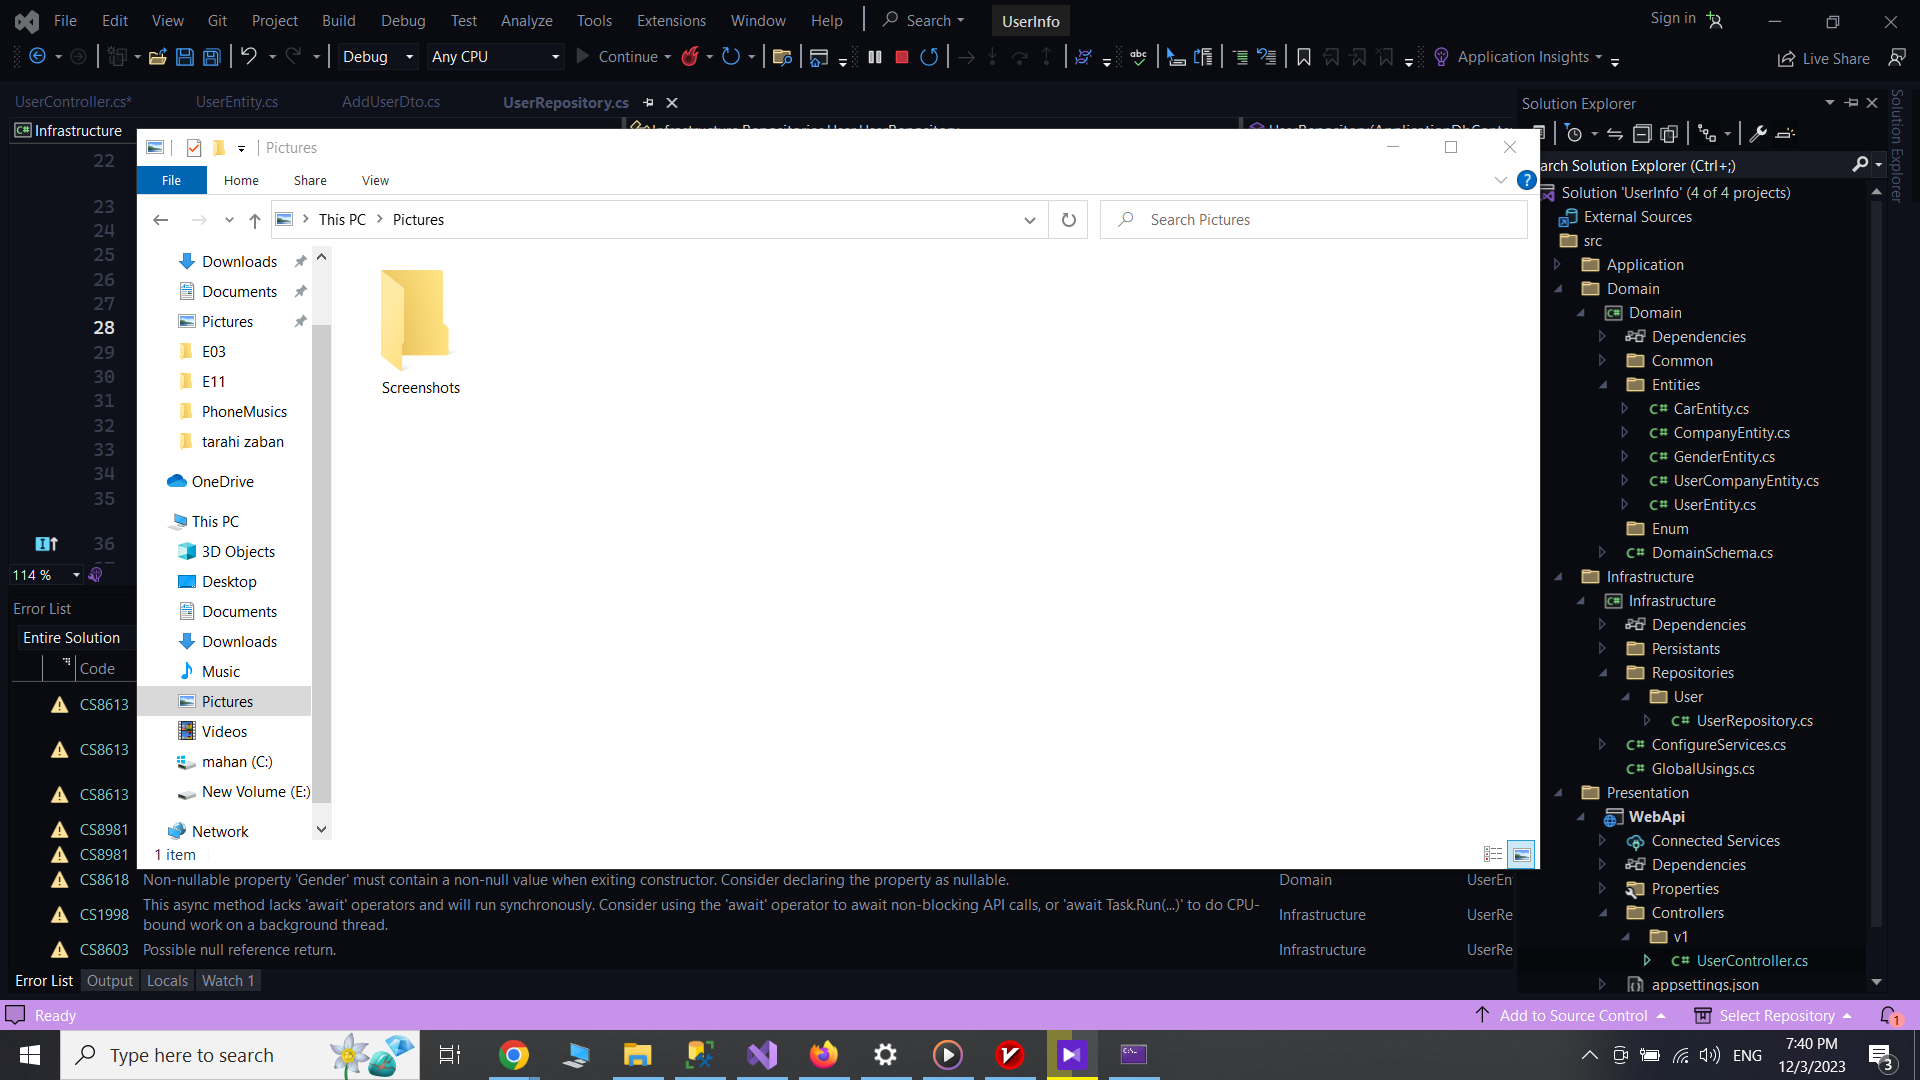 File Edit View Git Project Build Debug Test Analyze Tools Extensions Window Help Search UserInfo Sign in
Debug Any CPU Continue Application Insights Live Share
UserController.cs* UserEntity.cs AddUserDto.cs UserRepository.cs
Infrastructure
22
23
24
25
26
27
28
29
30
31
32
33
34
35
36
114 %
Pictures
File Home Share View
This PC Pictures
Search Pictures
Downloads
Documents
Pictures
E03
E11
PhoneMusics
tarahi zaban
OneDrive
This PC
3D Objects
Desktop
Documents
Downloads
Music
Pictures
Videos
mahan (C:)
New Volume (E:)
Network
Screenshots
1 item
Error List
Entire Solution
Code
CS8613
CS8613
CS8613
CS8981
CS8981
CS8618 Non-nullable property 'Gender' must contain a non-null value when exiting constructor. Consider declaring the property as nullable. Domain UserEn
CS1998 This async method lacks 'await' operators and will run synchronously. Consider using the 'await' operator to await non-blocking API calls, or 'await Task.Run(...)' to do CPU-
bound work on a background thread. Infrastructure UserRe
CS8603 Possible null reference return. Infrastructure UserRe
Error List Output Locals Watch 1
Solution Explorer
Solution Explorer
arch Solution Explorer (Ctrl+;)
Solution 'UserInfo' (4 of 4 projects)
External Sources
src
Application
Domain
Domain
Dependencies
Common
Entities
C# CarEntity.cs
C# CompanyEntity.cs
C# GenderEntity.cs
C# UserCompanyEntity.cs
C# UserEntity.cs
Enum
C# DomainSchema.cs
Infrastructure
Infrastructure
Dependencies
Persistants
Repositories
User
C# UserRepository.cs
C# ConfigureServices.cs
C# GlobalUsings.cs
Presentation
WebApi
Connected Services
Dependencies
Properties
Controllers
v1
C# UserController.cs
appsettings.json
Ready Add to Source Control Select Repository 1
Type here to search
ENG
7:40 PM
12/3/2023
3